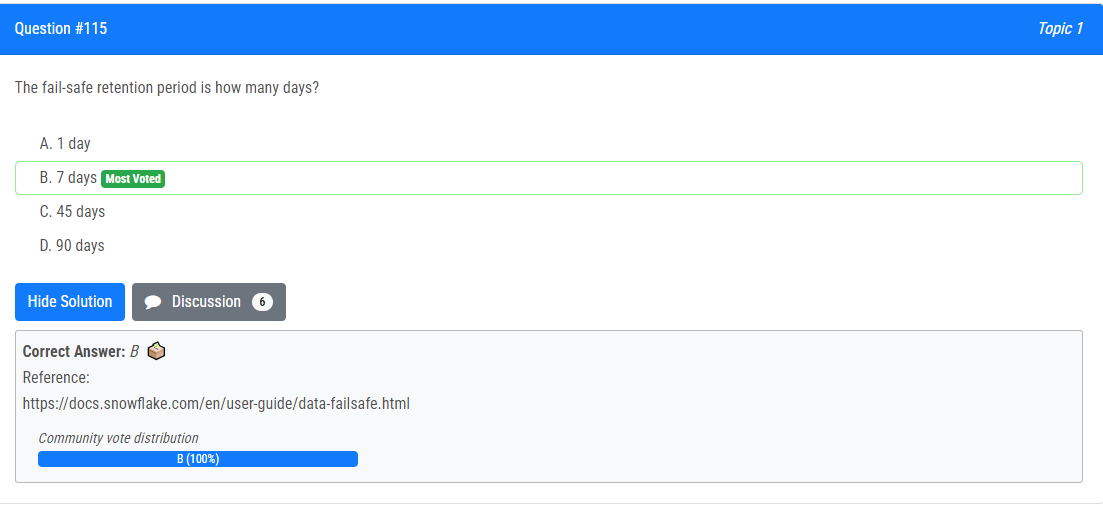 Question #115
Topic 1
The fail-safe retention period is how many days?
A. 1 day
B. 7 days Most Voted
C. 45 days
D. 90 days
Hide Solution
Discussion 6
Correct Answer: B
Reference:
https://docs.snowflake.com/en/user-guide/data-failsafe.html
Community vote distribution
B (100%)